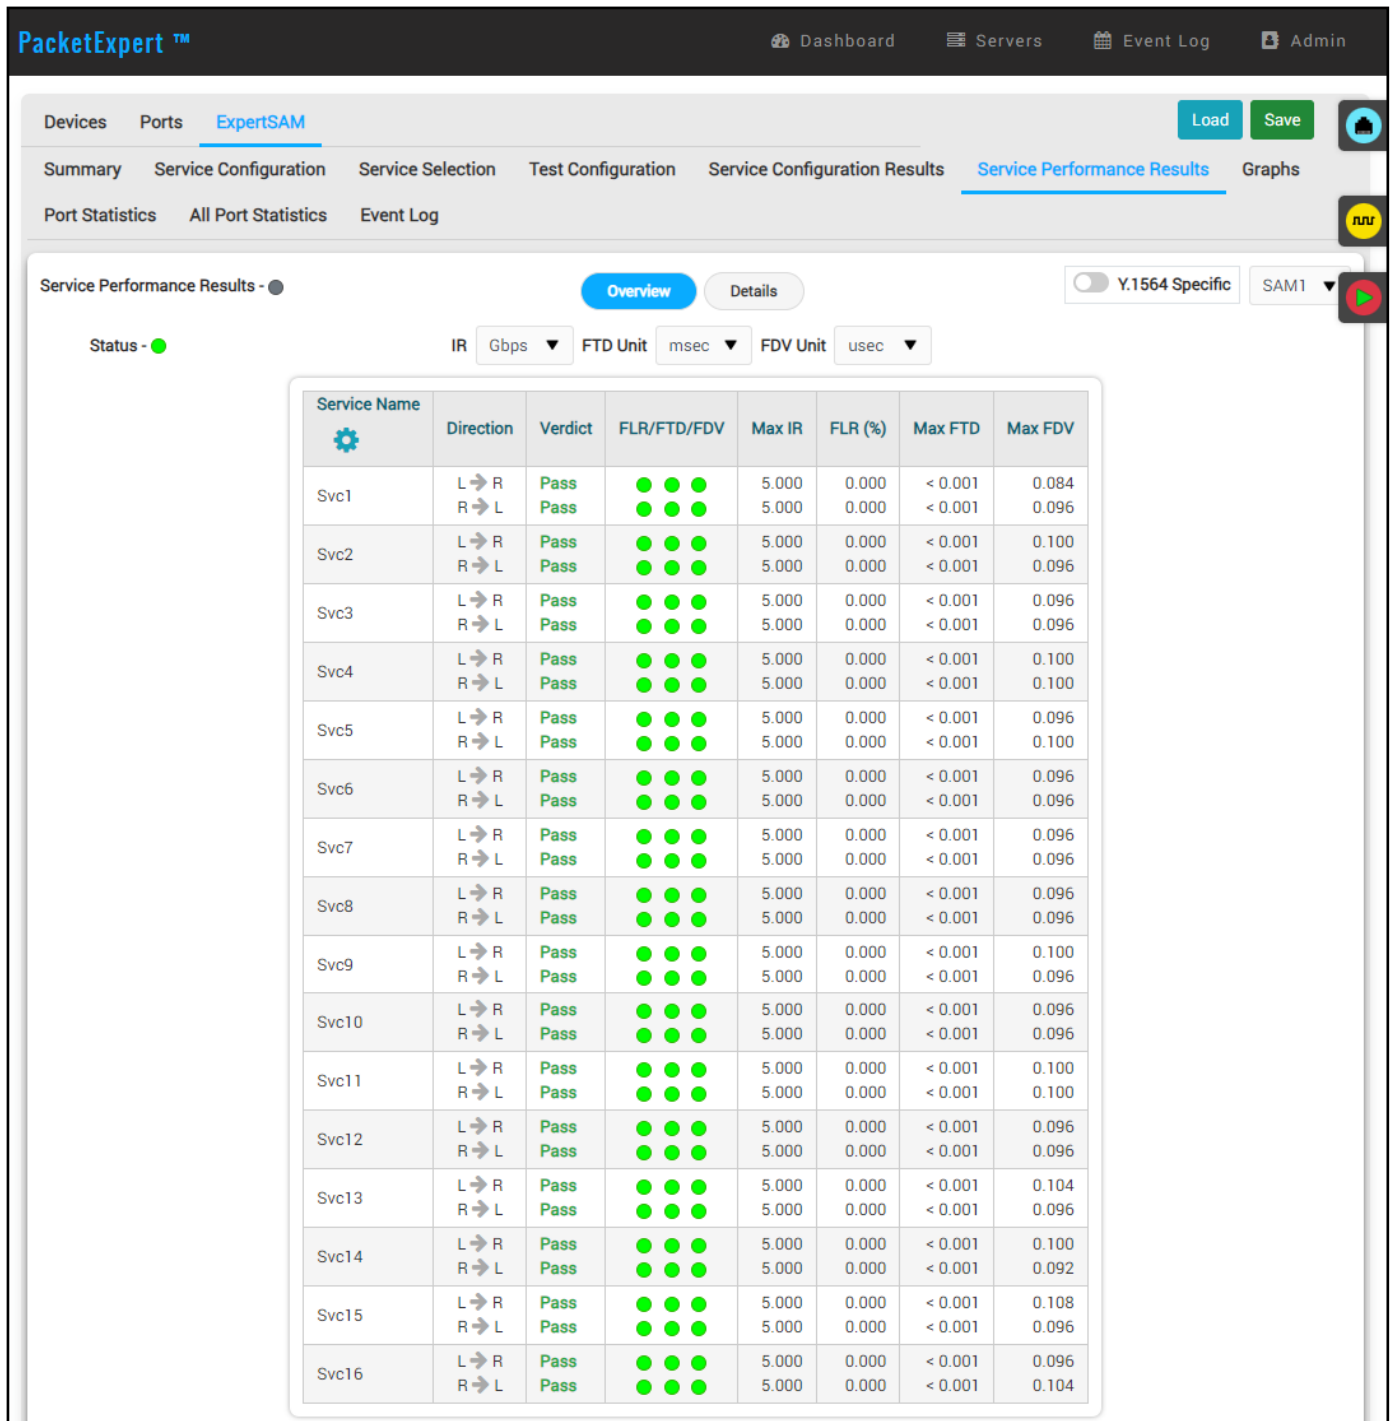 PacketExpert ™ Dashboard Servers Event Log Admin
Devices Ports ExpertSAM Load Save
Summary Service Configuration Service Selection Test Configuration Service Configuration Results Service Performance Results Graphs
Port Statistics All Port Statistics Event Log
Service Performance Results - Overview Details Y.1564 Specific SAM1
Status - IR Gbps FTD Unit msec FDV Unit usec
Service Name Direction Verdict FLR/FTD/FDV Max IR FLR (%) Max FTD Max FDV
Svc1 L R Pass 5.000 0.000 < 0.001 0.084
R L Pass 5.000 0.000 < 0.001 0.096
Svc2 L R Pass 5.000 0.000 < 0.001 0.100
R L Pass 5.000 0.000 < 0.001 0.096
Svc3 L R Pass 5.000 0.000 < 0.001 0.096
R L Pass 5.000 0.000 < 0.001 0.096
Svc4 L R Pass 5.000 0.000 < 0.001 0.100
R L Pass 5.000 0.000 < 0.001 0.100
Svc5 L R Pass 5.000 0.000 < 0.001 0.096
R L Pass 5.000 0.000 < 0.001 0.100
Svc6 L R Pass 5.000 0.000 < 0.001 0.096
R L Pass 5.000 0.000 < 0.001 0.096
Svc7 L R Pass 5.000 0.000 < 0.001 0.096
R L Pass 5.000 0.000 < 0.001 0.096
Svc8 L R Pass 5.000 0.000 < 0.001 0.096
R L Pass 5.000 0.000 < 0.001 0.096
Svc9 L R Pass 5.000 0.000 < 0.001 0.100
R L Pass 5.000 0.000 < 0.001 0.096
Svc10 L R Pass 5.000 0.000 < 0.001 0.096
R L Pass 5.000 0.000 < 0.001 0.096
Svc11 L R Pass 5.000 0.000 < 0.001 0.100
R L Pass 5.000 0.000 < 0.001 0.100
Svc12 L R Pass 5.000 0.000 < 0.001 0.096
R L Pass 5.000 0.000 < 0.001 0.096
Svc13 L R Pass 5.000 0.000 < 0.001 0.104
R L Pass 5.000 0.000 < 0.001 0.096
Svc14 L R Pass 5.000 0.000 < 0.001 0.100
R L Pass 5.000 0.000 < 0.001 0.092
Svc15 L R Pass 5.000 0.000 < 0.001 0.108
R L Pass 5.000 0.000 < 0.001 0.096
Svc16 L R Pass 5.000 0.000 < 0.001 0.096
R L Pass 5.000 0.000 < 0.001 0.104